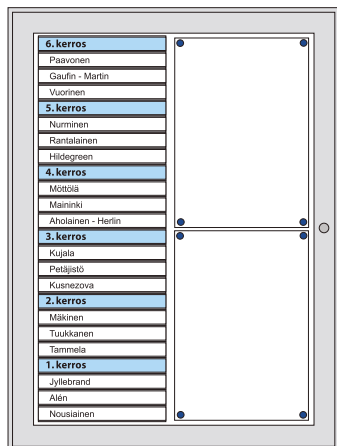 6. kerros
Paavonen
Gaufin - Martin
Vuorinen
5. kerros
Nurminen
Rantalainen
Hildegreen
4. kerros
Möttölä
Maininki
Aholainen - Herlin
3. kerros
Kujala
Petäjistö
Kusnezova
2. kerros
Mäkinen
Tuukkanen
Tammela
1. kerros
Jyllebrand
Alén
Nousiainen